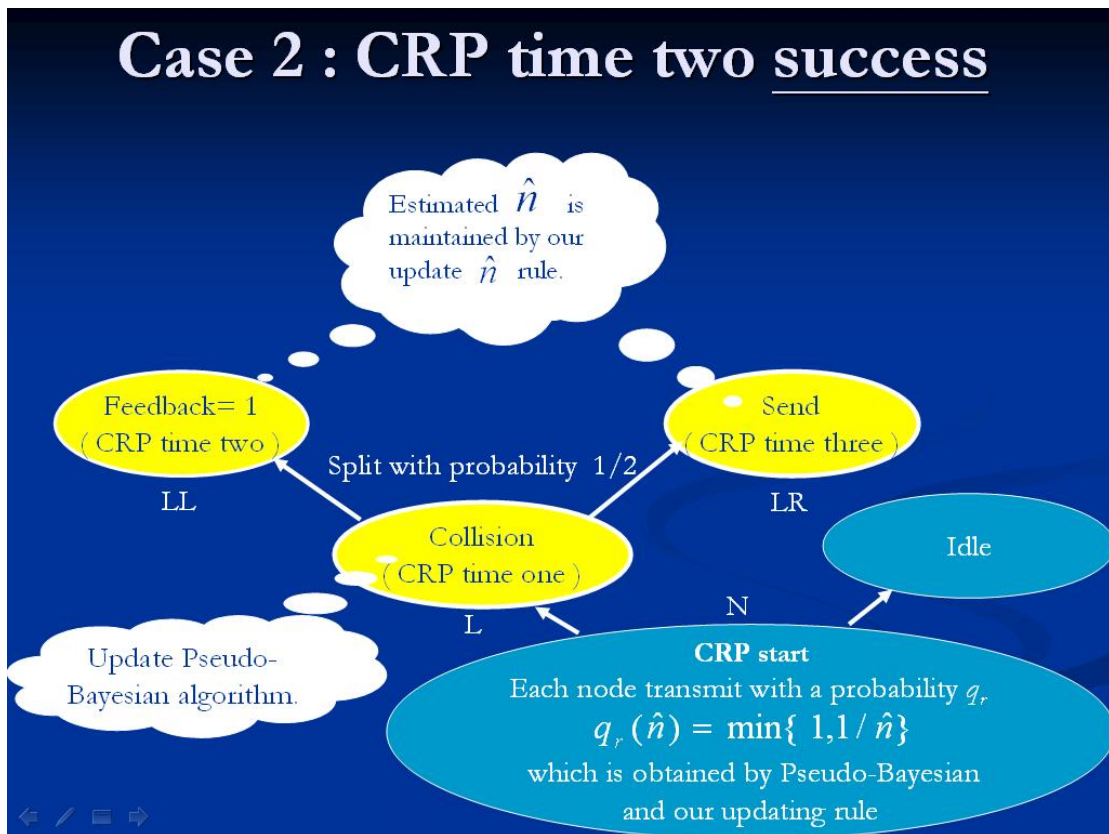 Case 2 : CRP time two success
Estimated n̂ is
maintained by our
update n̂ rule.
Feedback= 1
( CRP time two )
LL
Split with probability 1/2
Send
( CRP time three )
LR
Collision
( CRP time one )
L
Idle
N
Update Pseudo-
Bayesian algorithm.
CRP start
Each node transmit with a probability qᵣ
qᵣ(n̂) = min{ 1,1/ n̂}
which is obtained by Pseudo-Bayesian
and our updating rule